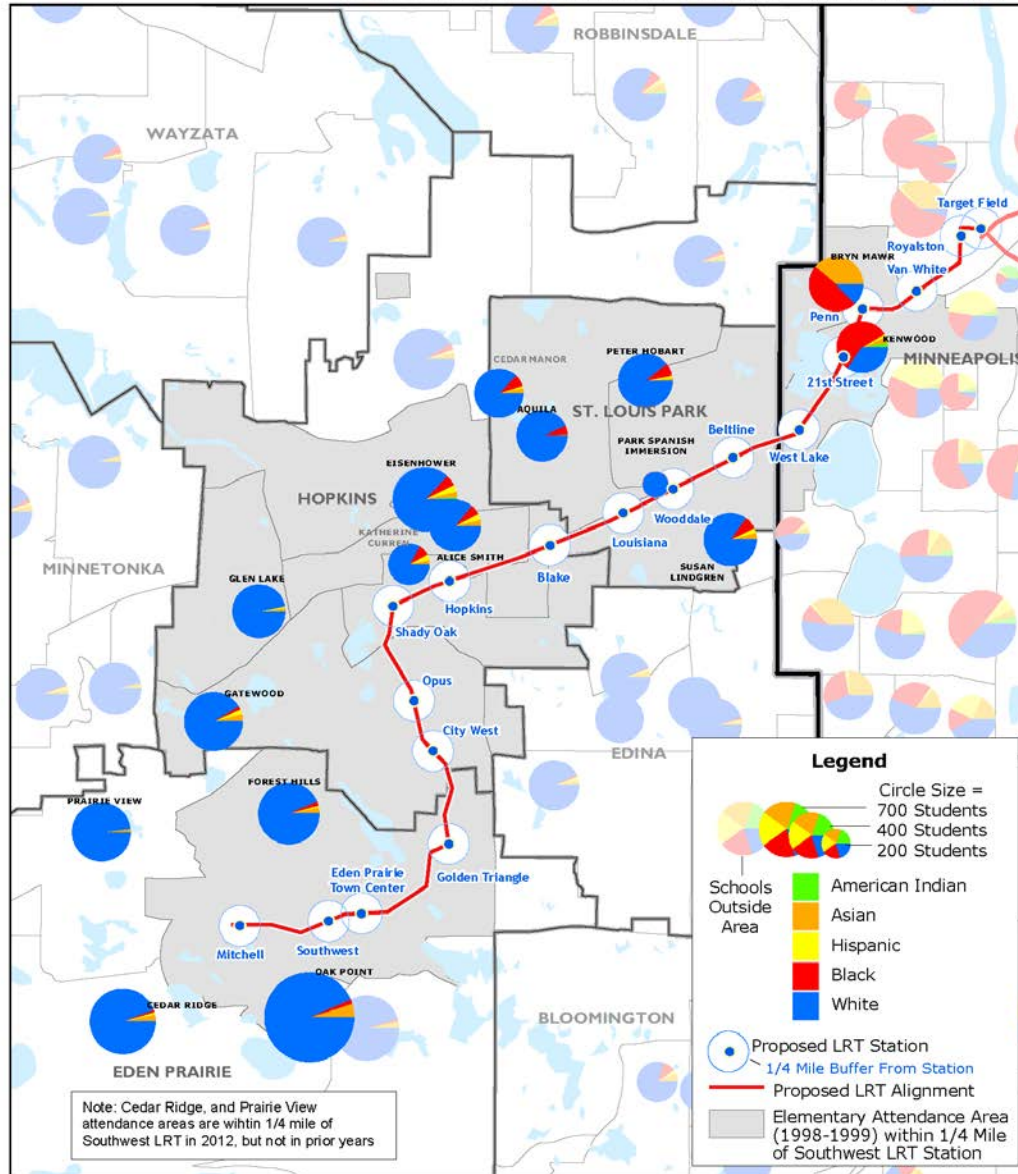 ROBBINSDALE
WAYZATA
Target Field
Royalston
BRYN MAWR
Van White
Penn
KENWOOD
MINNEAPOLIS
21st Street
CEDAR MANOR
PETER HOBART
AQUILA
ST. LOUIS PARK
PARK SPANISH
IMMERSION
Beltline
West Lake
EISENHOWER
HOPKINS
Wooddale
Louisiana
KATHERINE
CURREN
ALICE SMITH
SUSAN
LINDGREN
MINNETONKA
GLEN LAKE
Blake
Hopkins
Shady Oak
Opus
GATEWOOD
City West
EDINA
FOREST HILLS
PRAIRIE VIEW
Golden Triangle
Eden Prairie
Town Center
Mitchell
Southwest
OAK POINT
CEDAR RIDGE
BLOOMINGTON
EDEN PRAIRIE
Note: Cedar Ridge, and Prairie View
attendance areas are wihtin 1/4 mile of
Southwest LRT in 2012, but not in prior years
Legend
Circle Size =
700 Students
400 Students
200 Students
Schools
Outside
Area
American Indian
Asian
Hispanic
Black
White
Proposed LRT Station
1/4 Mile Buffer From Station
Proposed LRT Alignment
Elementary Attendance Area
(1998-1999) within 1/4 Mile
of Southwest LRT Station